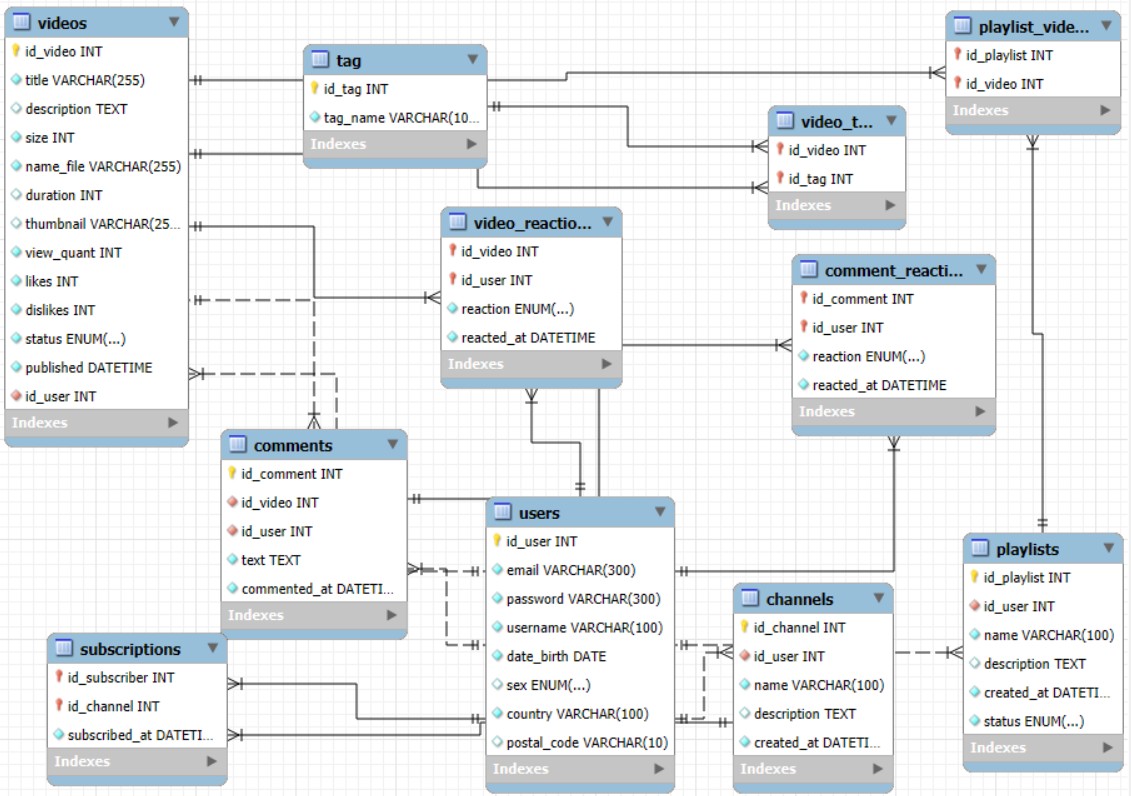 videos
id_video INT
title VARCHAR(255)
description TEXT
size INT
name_file VARCHAR(255)
duration INT
thumbnail VARCHAR(25...
view_quant INT
likes INT
dislikes INT
status ENUM(...)
published DATETIME
id_user INT
Indexes
tag
id_tag INT
tag_name VARCHAR(10...
Indexes
playlist_vide...
id_playlist INT
id_video INT
Indexes
video_t...
id_video INT
id_tag INT
Indexes
video_reactio...
id_video INT
id_user INT
reaction ENUM(...)
reacted_at DATETIME
Indexes
comment_reacti...
id_comment INT
id_user INT
reaction ENUM(...)
reacted_at DATETIME
Indexes
comments
id_comment INT
id_video INT
id_user INT
text TEXT
commented_at DATETI...
Indexes
users
id_user INT
email VARCHAR(300)
password VARCHAR(300)
username VARCHAR(100)
date_birth DATE
sex ENUM(...)
country VARCHAR(100)
postal_code VARCHAR(10)
Indexes
channels
id_channel INT
id_user INT
name VARCHAR(100)
description TEXT
created_at DATETI...
Indexes
playlists
id_playlist INT
id_user INT
name VARCHAR(100)
description TEXT
created_at DATETI...
status ENUM(...)
Indexes
subscriptions
id_subscriber INT
id_channel INT
subscribed_at DATETI...
Indexes